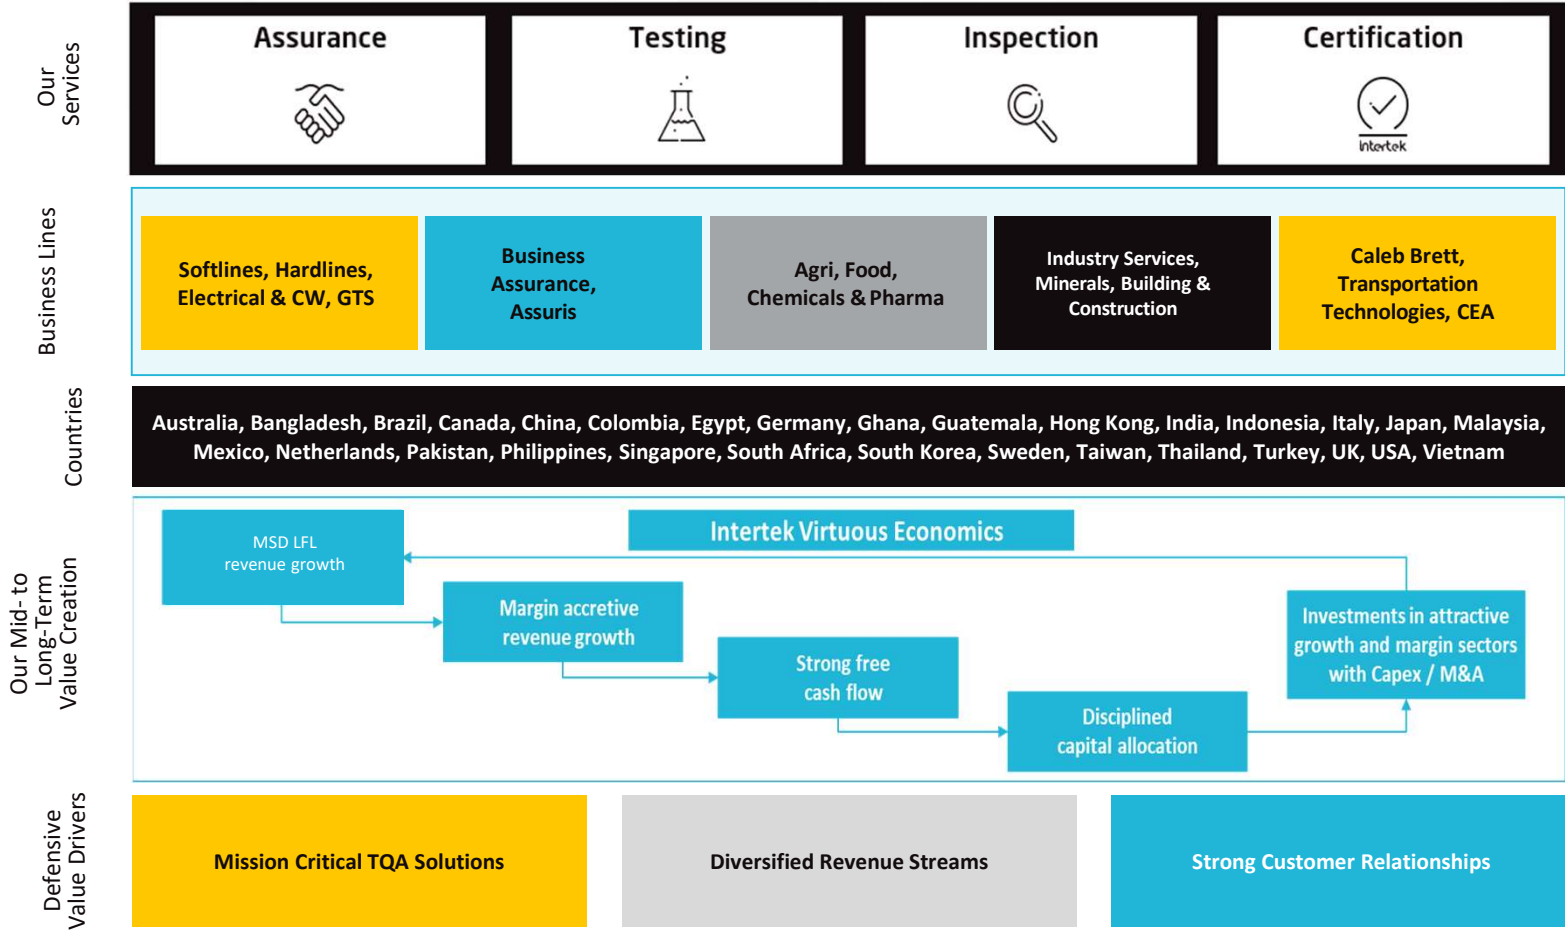 Our
Services
Assurance
Testing
Inspection
Certification
intertek
Business Lines
Softlines, Hardlines,
Electrical & CW, GTS
Business
Assurance,
Assuris
Agri, Food,
Chemicals & Pharma
Industry Services,
Minerals, Building &
Construction
Caleb Brett,
Transportation
Technologies, CEA
Countries
Australia, Bangladesh, Brazil, Canada, China, Colombia, Egypt, Germany, Ghana, Guatemala, Hong Kong, India, Indonesia, Italy, Japan, Malaysia,
Mexico, Netherlands, Pakistan, Philippines, Singapore, South Africa, South Korea, Sweden, Taiwan, Thailand, Turkey, UK, USA, Vietnam
Our Mid- to
Long-Term
Value Creation
Intertek Virtuous Economics
MSD LFL
revenue growth
Margin accretive
revenue growth
Strong free
cash flow
Disciplined
capital allocation
Investments in attractive
growth and margin sectors
with Capex / M&A
Defensive
Value Drivers
Mission Critical TQA Solutions
Diversified Revenue Streams
Strong Customer Relationships